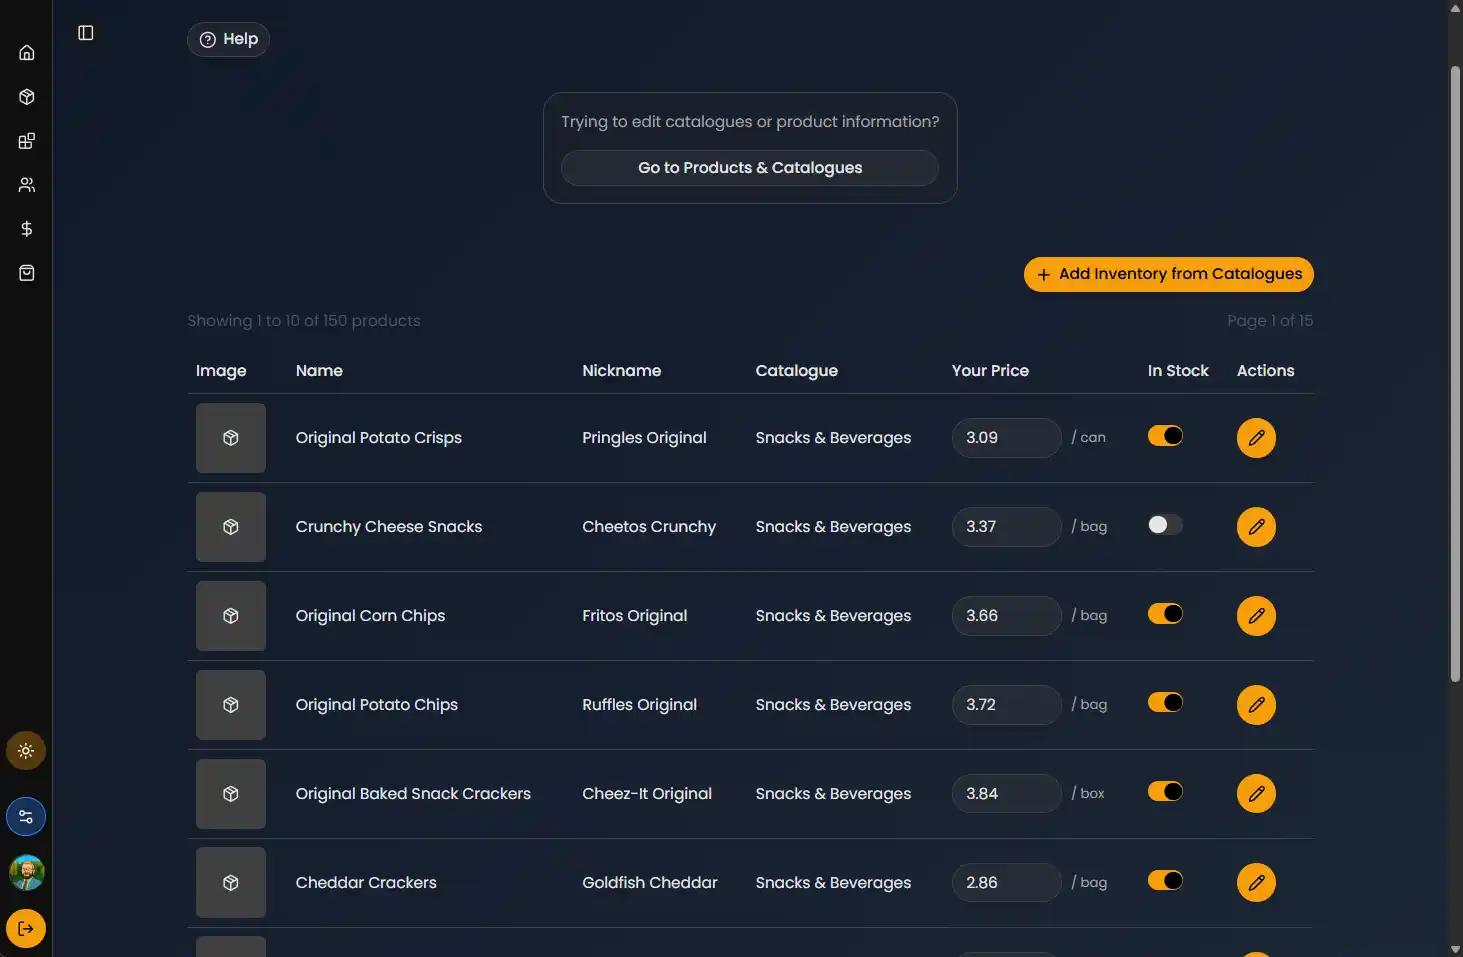 Help
Trying to edit catalogues or product information?
Go to Products & Catalogues
+ Add Inventory from Catalogues
Showing 1 to 10 of 150 products Page 1 of 15
Image Name Nickname Catalogue Your Price In Stock Actions
Original Potato Crisps Pringles Original Snacks & Beverages 3.09 / can
Crunchy Cheese Snacks Cheetos Crunchy Snacks & Beverages 3.37 / bag
Original Corn Chips Fritos Original Snacks & Beverages 3.66 / bag
Original Potato Chips Ruffles Original Snacks & Beverages 3.72 / bag
Original Baked Snack Crackers Cheez-It Original Snacks & Beverages 3.84 / box
Cheddar Crackers Goldfish Cheddar Snacks & Beverages 2.86 / bag